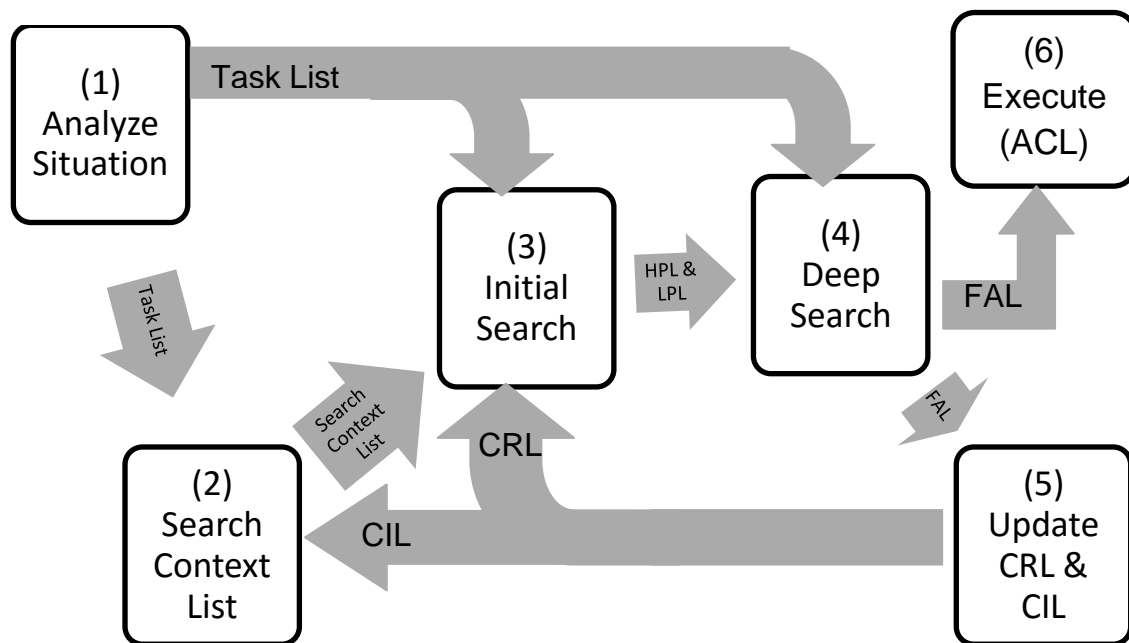 (1)
Analyze
Situation
Task List
(6)
Execute
(ACL)
(3)
Initial
Search
HPL &
LPL
(4)
Deep
Search
FAL
Task List
Search
Context
List
CRL
FAL
(2)
Search
Context
List
CIL
(5)
Update
CRL &
CIL